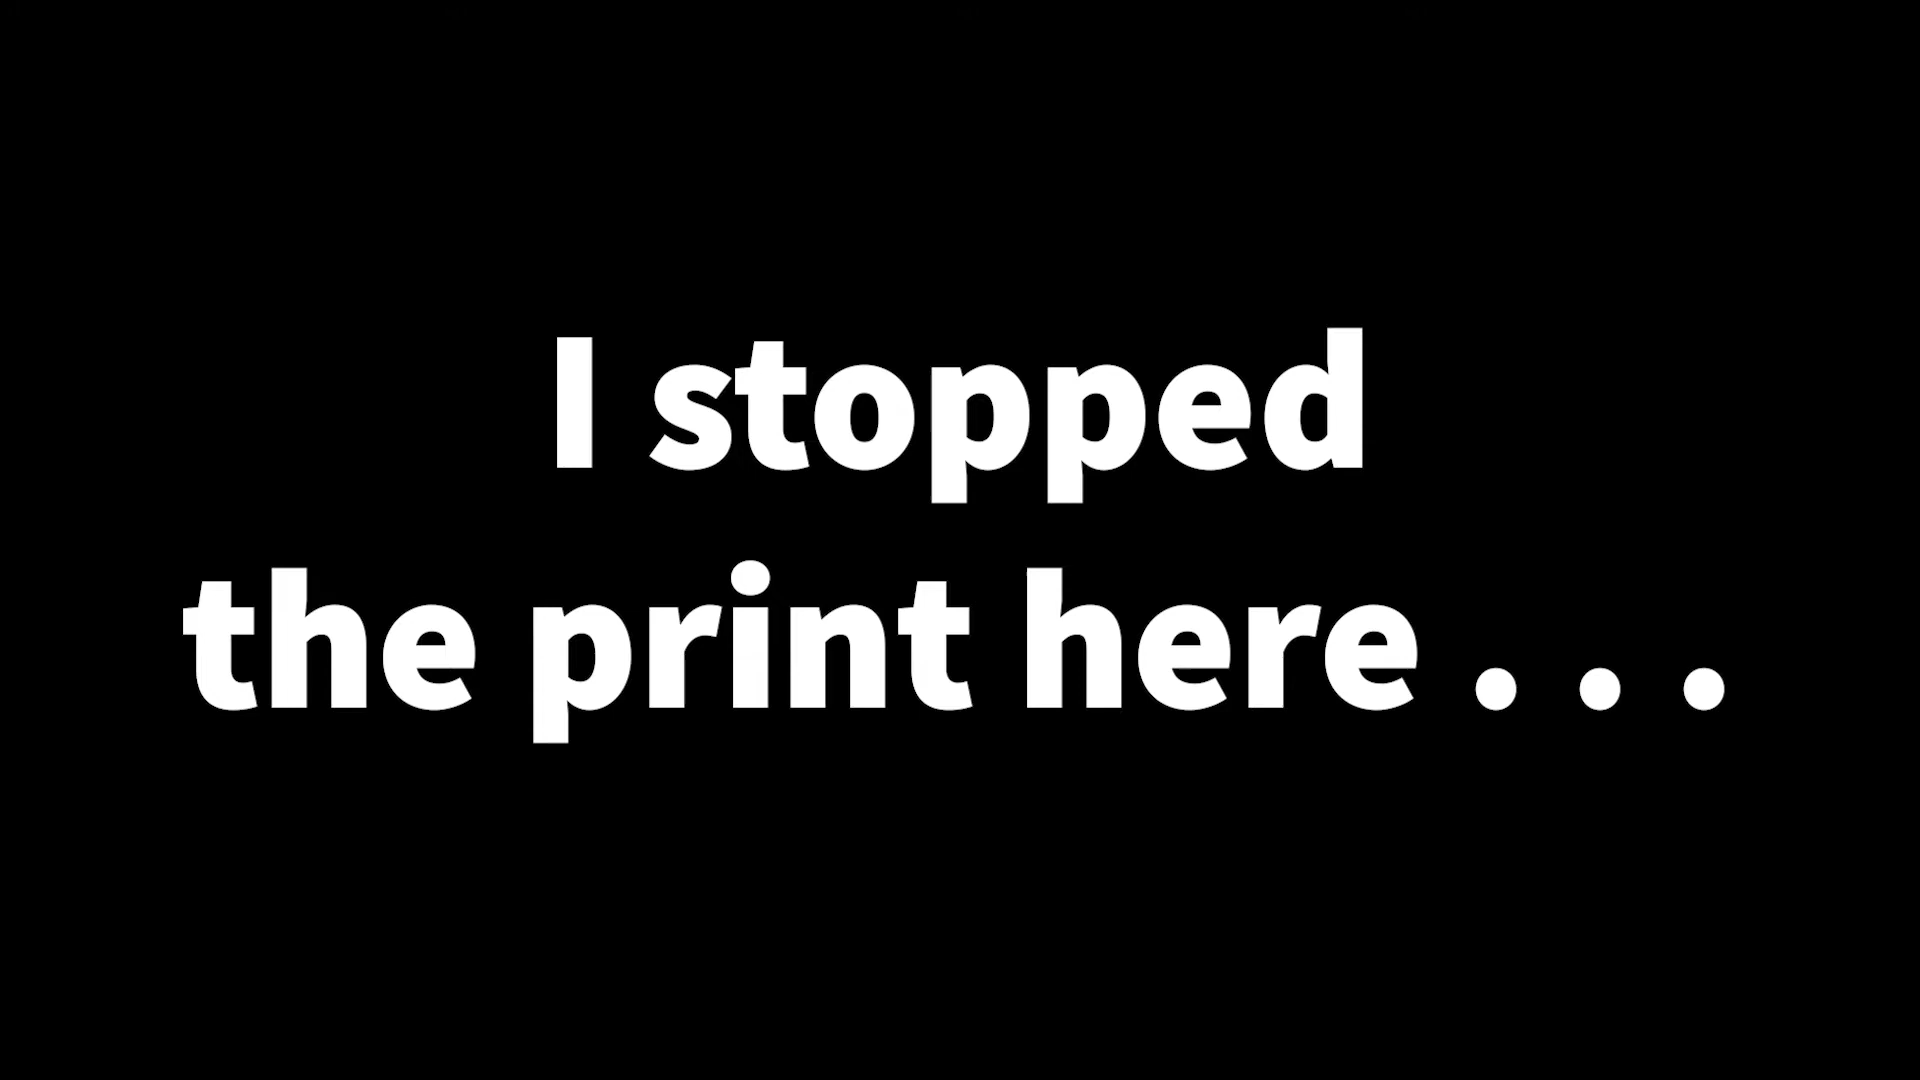 I stopped
the print here . . .